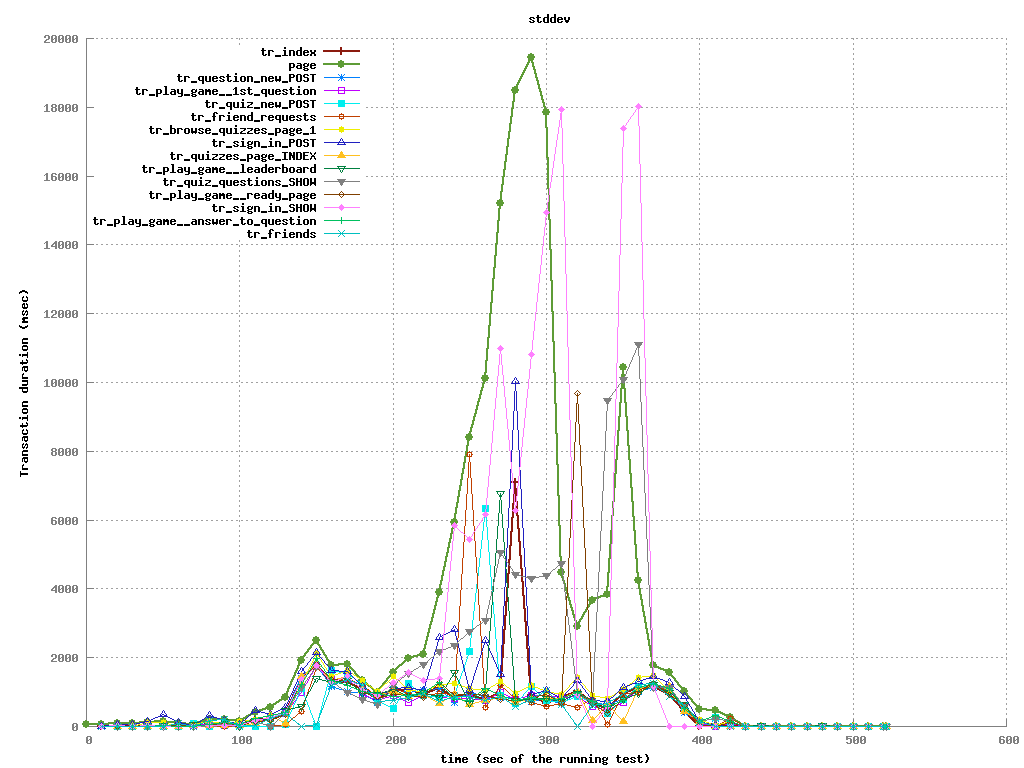 stddev
20000
18000
16000
14000
12000
10000
8000
6000
4000
2000
0
tr_index
page
tr_question_new_POST
tr_play_game__1st_question
tr_quiz_new_POST
tr_friend_requests
tr_browse_quizzes_page_1
tr_sign_in_POST
tr_quizzes_page_INDEX
tr_play_game__leaderboard
tr_quiz_questions_SHOW
tr_play_game__ready_page
tr_sign_in_SHOW
tr_play_game__answer_to_question
tr_friends
Transaction duration (msec)
0 100 200 300 400 500 600
time (sec of the running test)